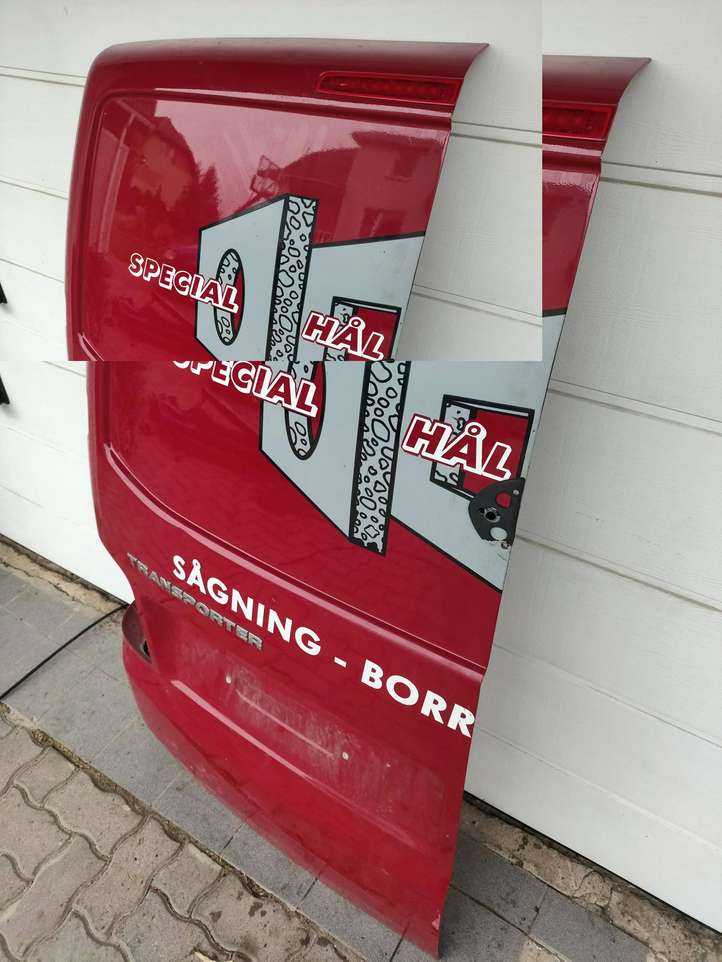 SPECIAL
HÅL
SPECIAL
HÅL
SÅGNING - BORR
TRANSPORTER